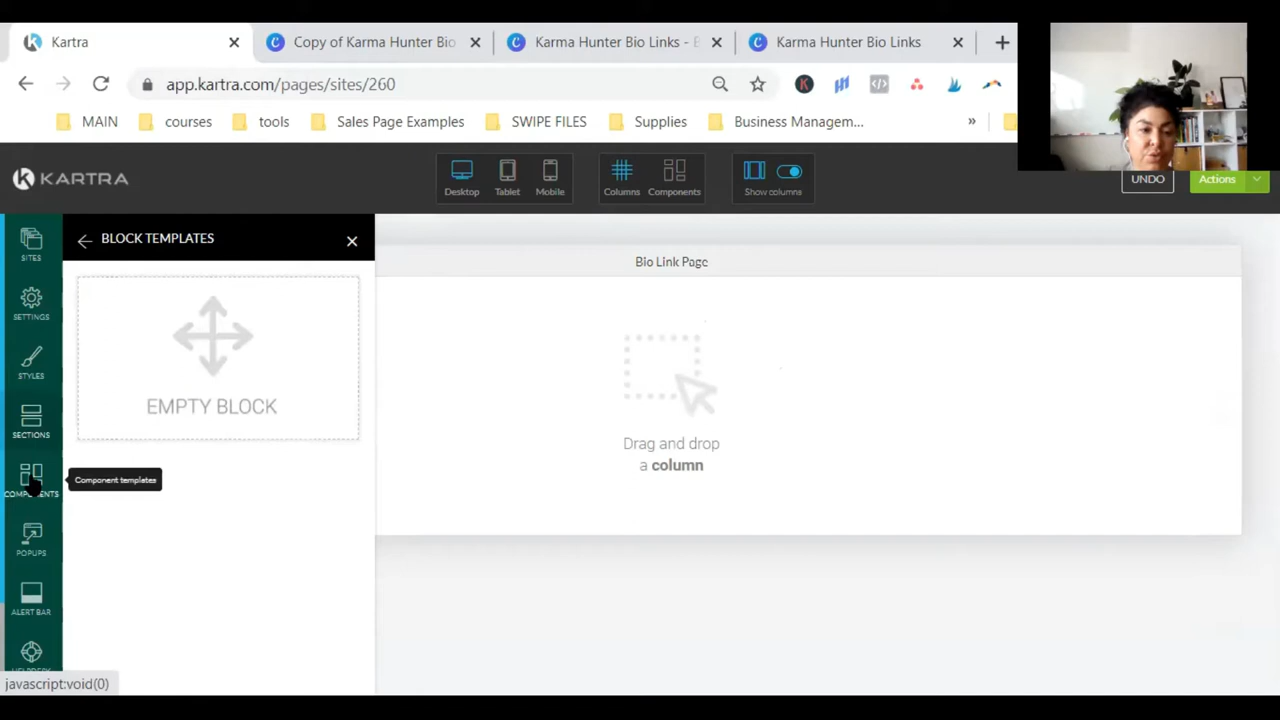 Kartra
Copy of Karma Hunter Bio
Karma Hunter Bio Links - E
Karma Hunter Bio Links
app.kartra.com/pages/sites/260
MAIN
courses
tools
Sales Page Examples
SWIPE FILES
Supplies
Business Managem...
»
KARTRA
Desktop
Tablet
Mobile
Columns
Components
Show columns
UNDO
Actions
SITES
SETTINGS
STYLES
SECTIONS
COMPONENTS
POPUPS
ALERT BAR
HELPDESK
BLOCK TEMPLATES
EMPTY BLOCK
Component templates
Bio Link Page
Drag and drop
a column
javascript:void(0)